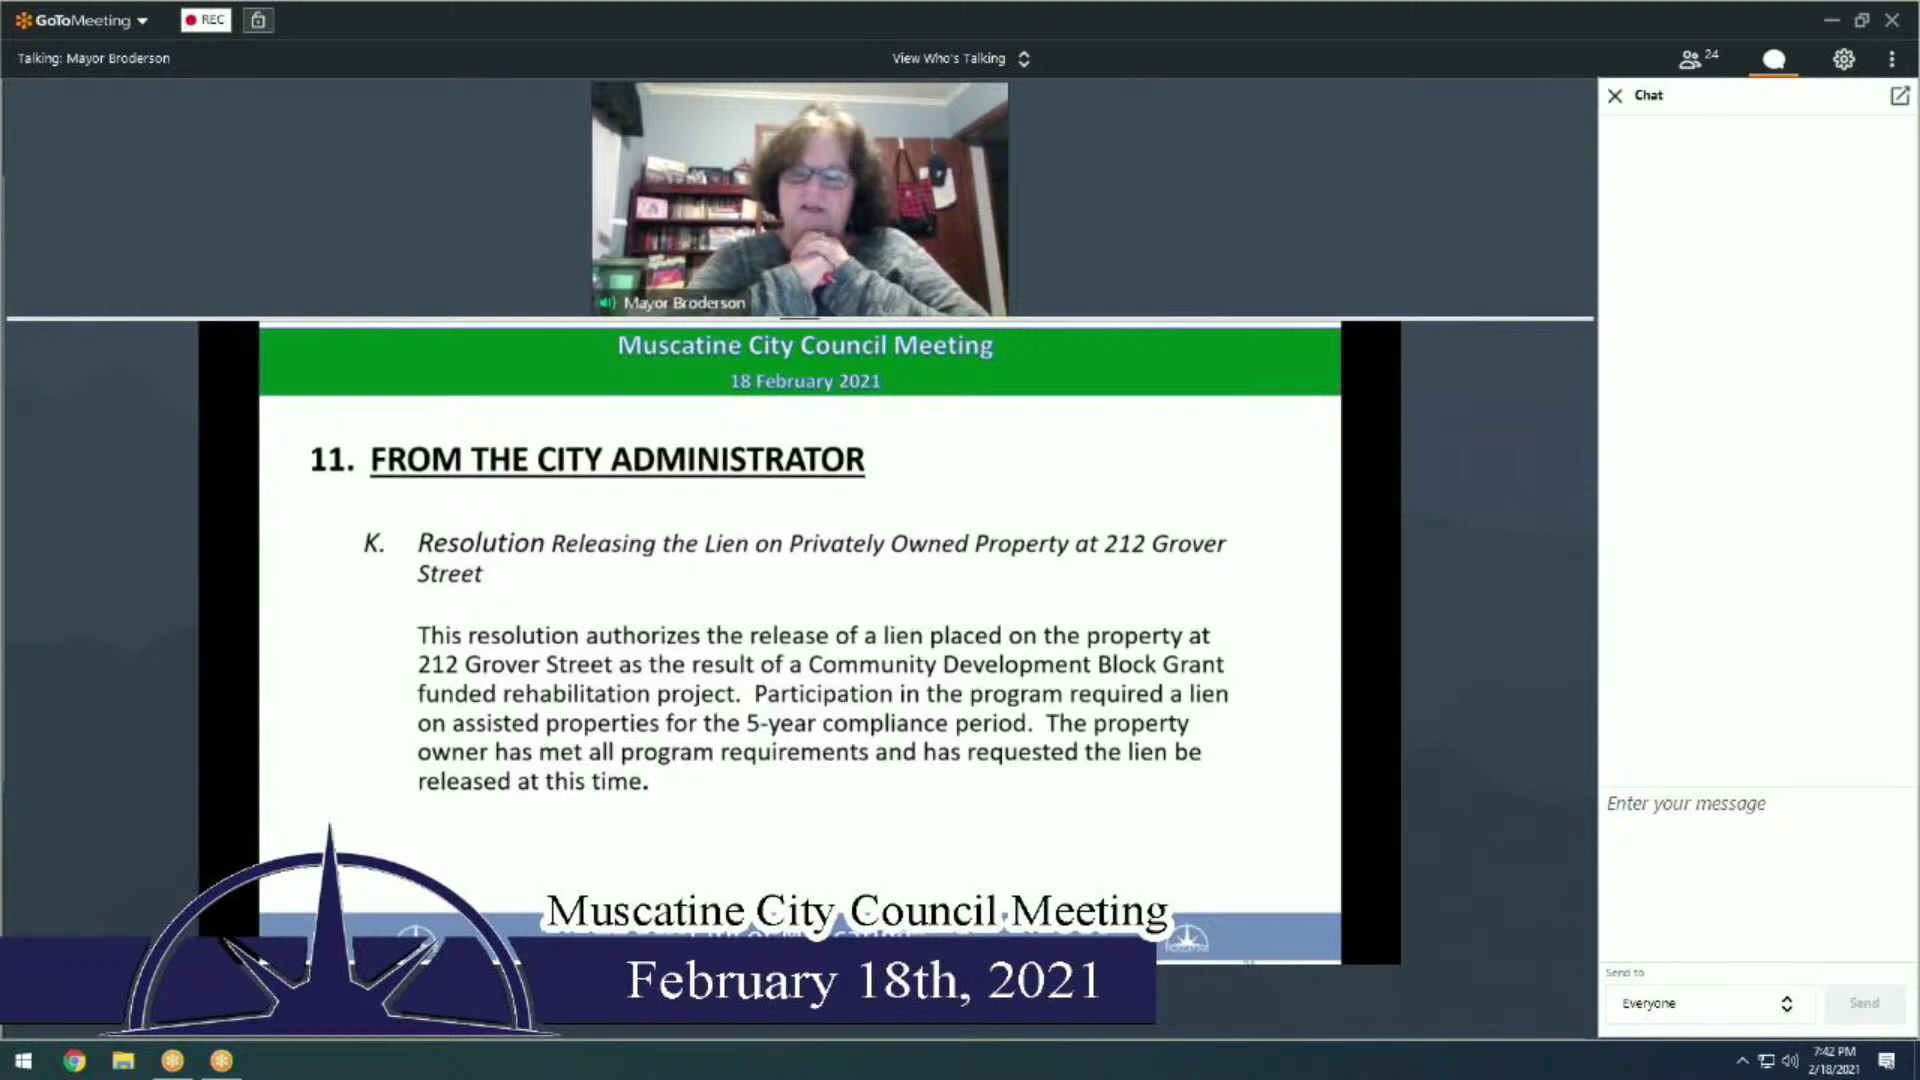 GoToMeeting
REC
Talking: Mayor Broderson
View Who's Talking
24
Chat
Mayor Broderson
Muscatine City Council Meeting
18 February 2021
11. FROM THE CITY ADMINISTRATOR
K. Resolution Releasing the Lien on Privately Owned Property at 212 Grover
Street
This resolution authorizes the release of a lien placed on the property at
212 Grover Street as the result of a Community Development Block Grant
funded rehabilitation project. Participation in the program required a lien
on assisted properties for the 5-year compliance period. The property
owner has met all program requirements and has requested the lien be
released at this time.
Muscatine City Council Meeting
February 18th, 2021
Enter your message
Send to
Everyone
Send
7:42 PM
2/18/2021